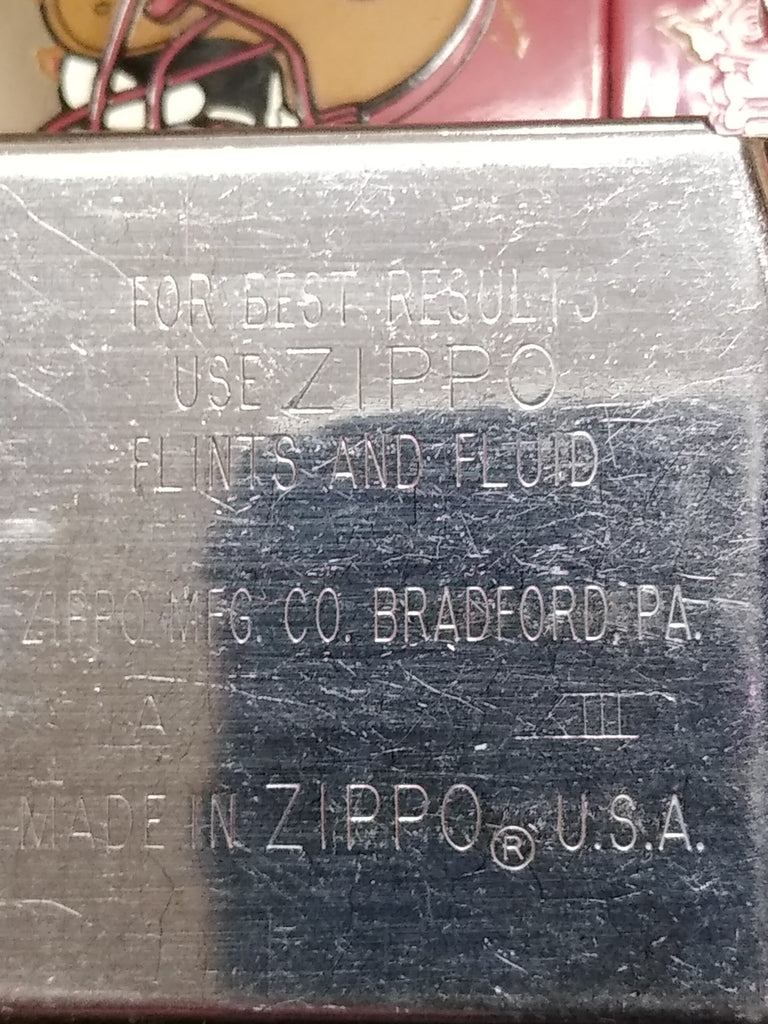 FOR BEST RESULTS
USE ZIPPO
FLINTS AND FLUID
ZIPPO MFG. CO. BRADFORD, PA.
A XIII
MADE IN ZIPPO® U.S.A.